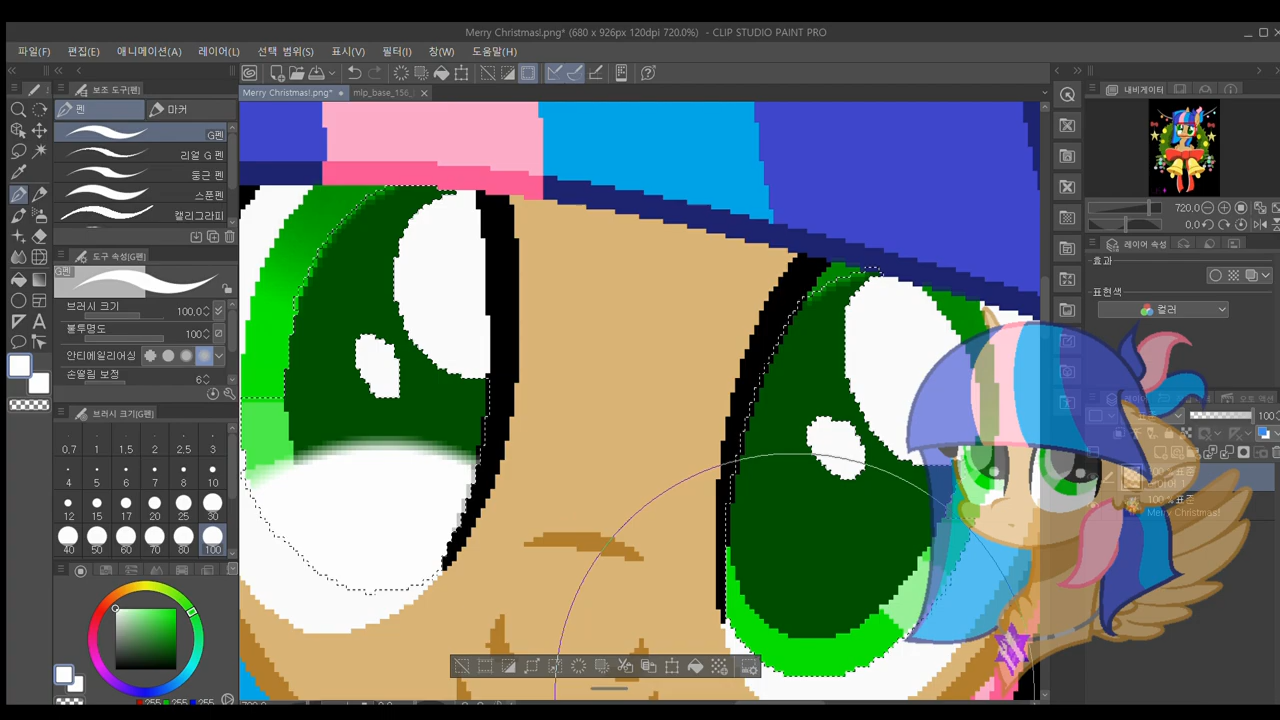 Merry Christmas!.png* (680 x 926px 120dpi 720.0%) - CLIP STUDIO PAINT PRO
파일(F) 편집(E) 애니메이션(A) 레이어(L) 선택 범위(S) 표시(V) 필터(I) 창(W) 도움말(H)
보조 도구[펜]
Merry Christmas!.png* mlp_base_156_
내비게이터
펜 마커
G펜
리얼 G 펜
둥근 펜
스푼펜
캘리그라피
720.0
0.0
도구 속성[G펜]
레이어 속성
G펜
효과
표현색
브러시 크기 100.0
컬러
불투명도 100
안티에일리어싱
손떨림 보정 6
브러시 크기[G펜]
표준 100
0.7 1 1.5 2 2.5 3
4 5 6 7 8 10
100 % 표준
12 15 17 20 25 30
100 % 표준
Merry Christmas!
40 50 60 70 80 100
255 255 255